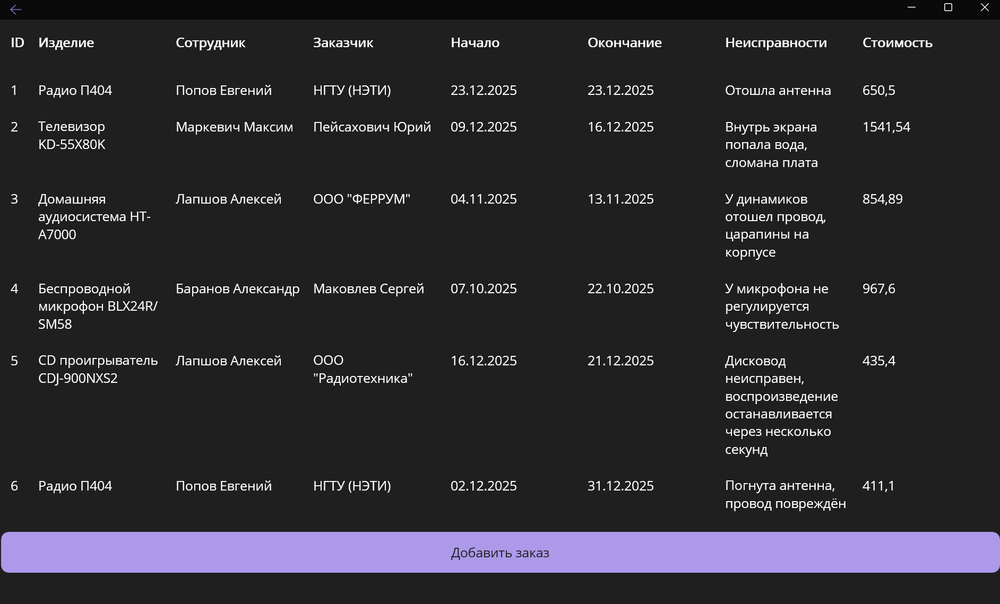 ID Изделие Сотрудник Заказчик Начало Окончание Неисправности Стоимость
1 Радио П404 Попов Евгений НГТУ (НЭТИ) 23.12.2025 23.12.2025 Отошла антенна 650,5
2 Телевизор Маркевич Максим Пейсахович Юрий 09.12.2025 16.12.2025 Внутрь экрана 1541,54
KD-55X80K попала вода,
сломана плата
3 Домашняя Лапшов Алексей ООО "ФЕРРУМ" 04.11.2025 13.11.2025 У динамиков 854,89
аудиосистема HT- отошел провод,
A7000 царапины на
корпусе
4 Беспроводной Баранов Александр Маковлев Сергей 07.10.2025 22.10.2025 У микрофона не 967,6
микрофон BLX24R/ регулируется
SM58 чувствительность
5 CD проигрыватель Лапшов Алексей ООО 16.12.2025 21.12.2025 Дисковод 435,4
CDJ-900NXS2 "Радиотехника" неисправен,
воспроизведение
останавливается
через несколько
секунд
6 Радио П404 Попов Евгений НГТУ (НЭТИ) 02.12.2025 31.12.2025 Погнута антенна, 411,1
провод повреждён
Добавить заказ